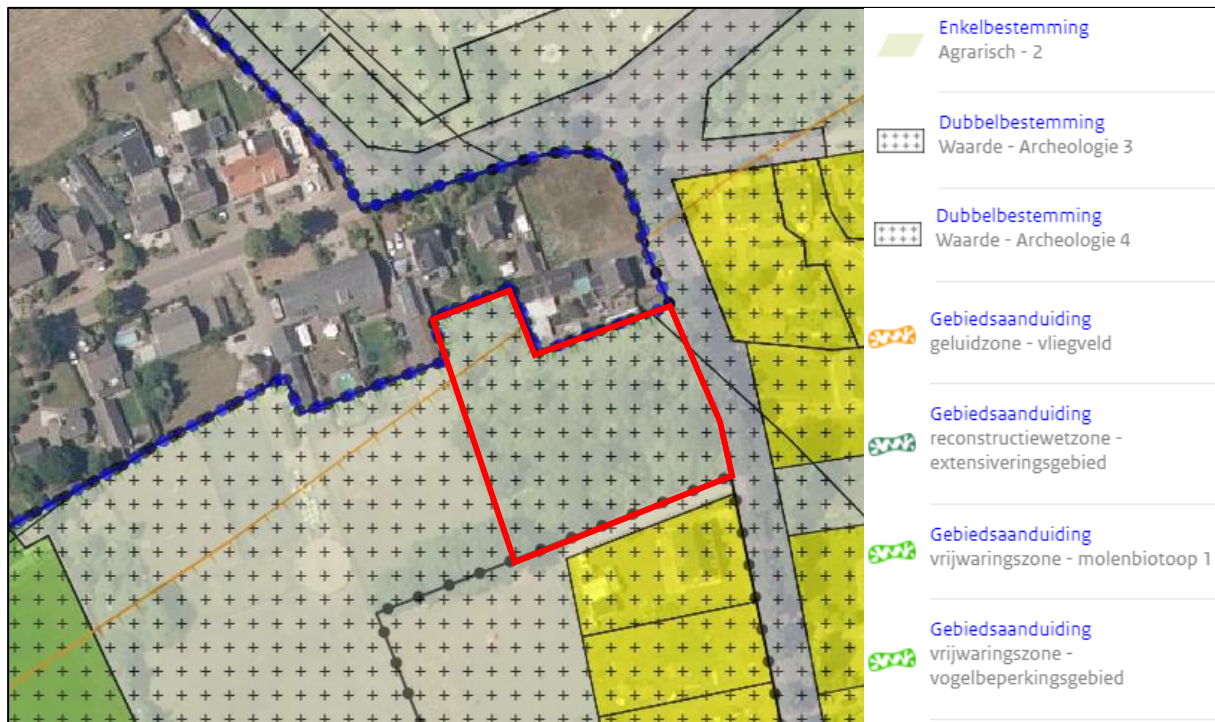 Enkelbestemming
Agrarisch - 2
Dubbelbestemming
Waarde - Archeologie 3
Dubbelbestemming
Waarde - Archeologie 4
Gebiedsaanduiding
geluidzone - vliegveld
Gebiedsaanduiding
reconstructiewetzone -
extensiveringsgebied
Gebiedsaanduiding
vrijwaringszone - molenbiotoop 1
Gebiedsaanduiding
vrijwaringszone -
vogelbeperkingsgebied